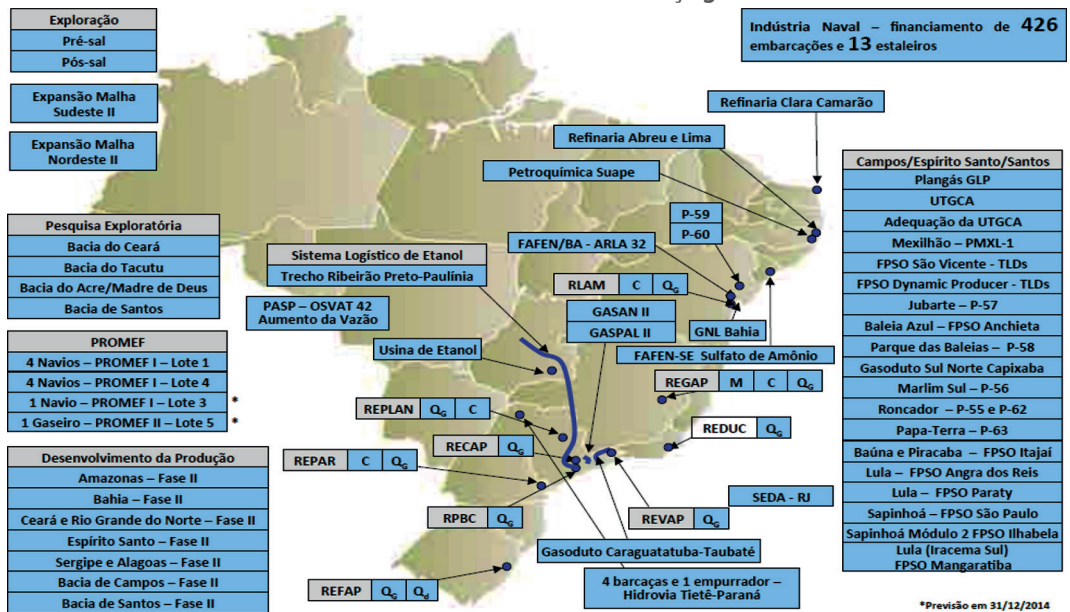 Exploração
Pré-sal
Pós-sal
Expansão Malha
Sudeste II
Expansão Malha
Nordeste II
Indústria Naval – financiamento de 426
embarcações e 13 estaleiros
Refinaria Clara Camarão
Refinaria Abreu e Lima
Petroquímica Suape
P-59
P-60
FAFEN/BA - ARLA 32
RLAM C QG
GNL Bahia
FAFEN-SE Sulfato de Amônio
Pesquisa Exploratória
Bacia do Ceará
Bacia do Tacutu
Bacia do Acre/Madre de Deus
Bacia de Santos
Sistema Logístico de Etanol
Trecho Ribeirão Preto-Paulínia
PASP – OSVAT 42
Aumento da Vazão
GASAN II
GASPAL II
Usina de Etanol
PROMEF
4 Navios – PROMEF I – Lote 1
4 Navios – PROMEF I – Lote 4
1 Navio – PROMEF I – Lote 3 *
1 Gaseiro – PROMEF II – Lote 5 *
REGAP M C QG
REPLAN QG C
RECAP QG
REDUC QG
REPAR C QG
RPBC QG
REVAP QG
SEDA - RJ
Gasoduto Caraguatatuba-Taubaté
4 barcaças e 1 empurrador –
Hidrovia Tietê-Paraná
REFAP QG Qd
Desenvolvimento da Produção
Amazonas – Fase II
Bahia – Fase II
Ceará e Rio Grande do Norte – Fase II
Espírito Santo – Fase II
Sergipe e Alagoas – Fase II
Bacia de Campos – Fase II
Bacia de Santos – Fase II
Campos/Espírito Santo/Santos
Plangás GLP
UTGCA
Adequação da UTGCA
Mexilhão – PMXL-1
FPSO São Vicente - TLDs
FPSO Dynamic Producer - TLDs
Jubarte – P-57
Baleia Azul – FPSO Anchieta
Parque das Baleias – P-58
Gasoduto Sul Norte Capixaba
Marlim Sul – P-56
Roncador – P-55 e P-62
Papa-Terra – P-63
Baúna e Piracaba – FPSO Itajaí
Lula – FPSO Angra dos Reis
Lula – FPSO Paraty
Sapinhoá – FPSO São Paulo
Sapinhoá Módulo 2 FPSO Ilhabela
Lula (Iracema Sul)
FPSO Mangaratiba
*Previsão em 31/12/2014